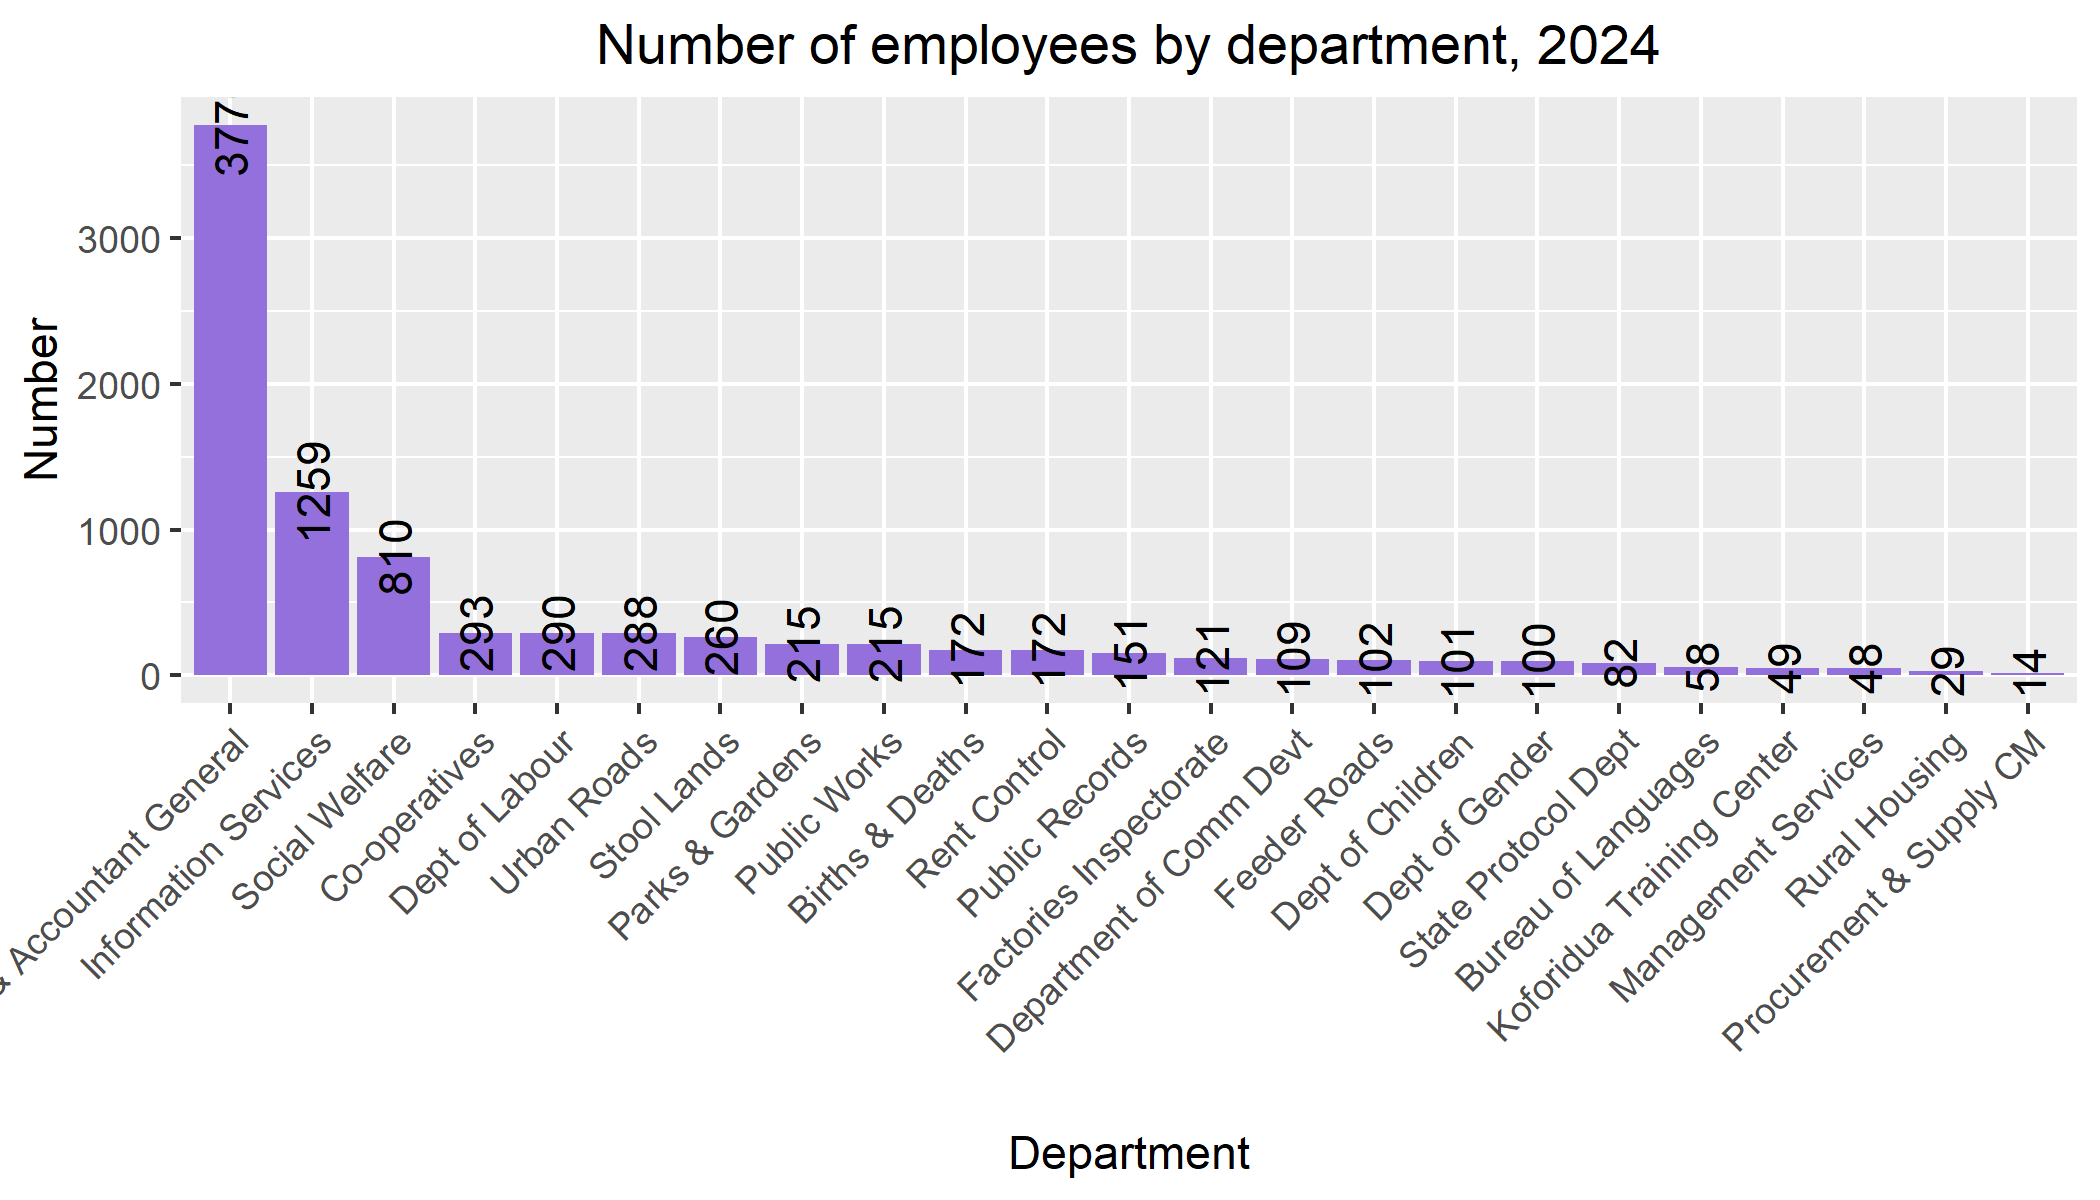 Number of employees by department, 2024
Number
3000
2000
1000
0
377
1259
810
293
290
288
260
215
215
172
172
151
121
109
102
101
100
82
58
49
48
29
14
& Accountant General
Information Services
Social Welfare
Co-operatives
Dept of Labour
Urban Roads
Stool Lands
Parks & Gardens
Public Works
Births & Deaths
Rent Control
Public Records
Factories Inspectorate
Department of Comm Devt
Feeder Roads
Dept of Children
Dept of Gender
State Protocol Dept
Bureau of Languages
Koforidua Training Center
Management Services
Rural Housing
Procurement & Supply CM
Department